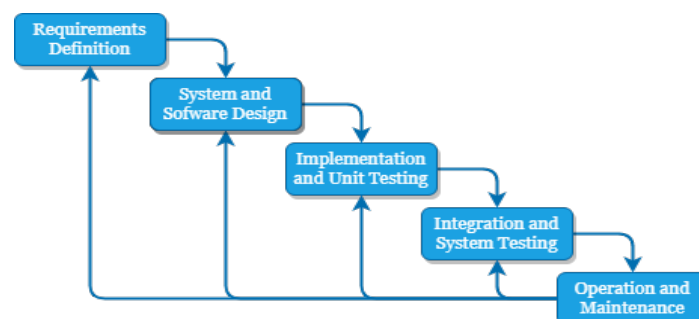 Requirements
Definition
System and
Sofware Design
Implementation
and Unit Testing
Integration and
System Testing
Operation and
Maintenance